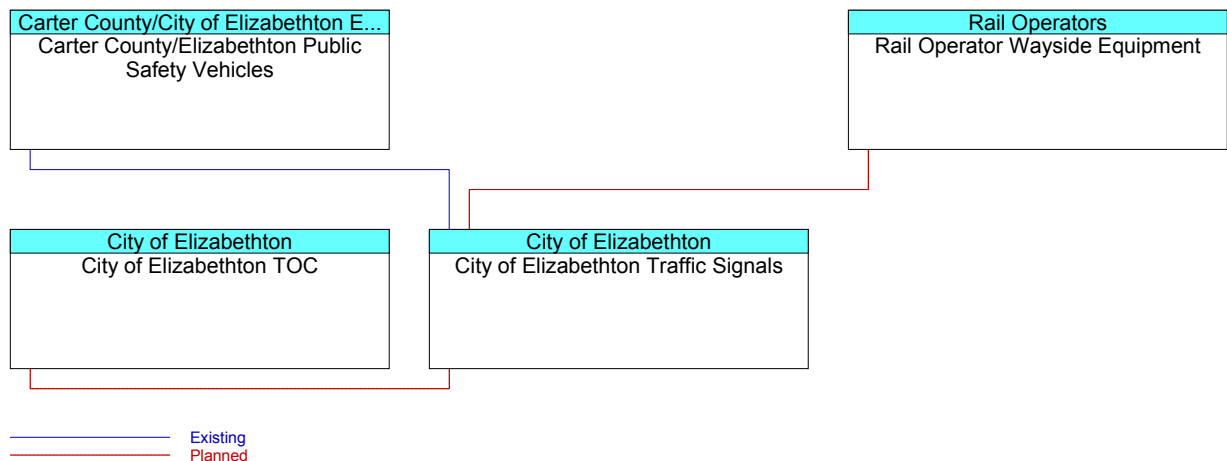 Carter County/City of Elizabethton E...
Carter County/Elizabethton Public
Safety Vehicles
Rail Operators
Rail Operator Wayside Equipment
City of Elizabethton
City of Elizabethton TOC
City of Elizabethton
City of Elizabethton Traffic Signals
Existing
Planned